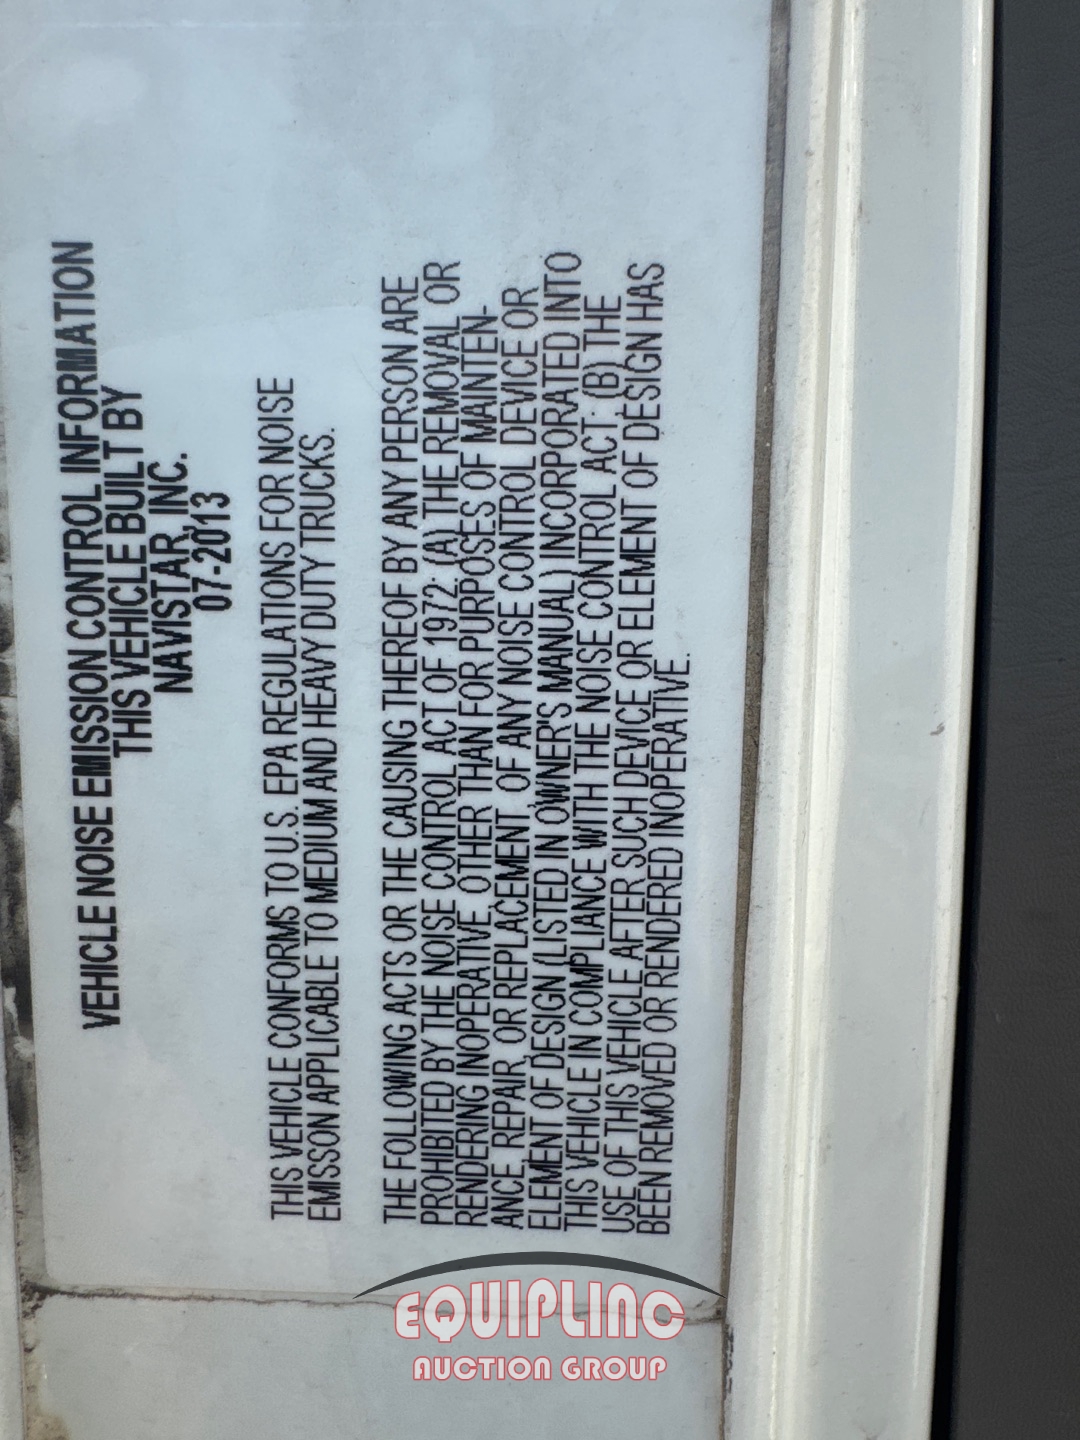 VEHICLE NOISE EMISSION CONTROL INFORMATION
THIS VEHICLE BUILT BY
NAVISTAR, INC.
07-2013
THIS VEHICLE CONFORMS TO U.S. EPA REGULATIONS FOR NOISE
EMISSON APPLICABLE TO MEDIUM AND HEAVY DUTY TRUCKS.
THE FOLLOWING ACTS OR THE CAUSING THEREOF BY ANY PERSON ARE
PROHIBITED BY THE NOISE CONTROL ACT OF 1972: (A) THE REMOVAL OR
RENDERING INOPERATIVE, OTHER THAN FOR PURPOSES OF MAINTEN-
ANCE, REPAIR, OR REPLACEMENT, OF ANY NOISE CONTROL DEVICE OR
ELEMENT OF DESIGN (LISTED IN OWNER'S MANUAL) INCORPORATED INTO
THIS VEHICLE IN COMPLIANCE WITH THE NOISE CONTROL ACT; (B) THE
USE OF THIS VEHICLE AFTER SUCH DEVICE OR ELEMENT OF DESIGN HAS
BEEN REMOVED OR RENDERED INOPERATIVE.
EQUIPLINC
AUCTION GROUP